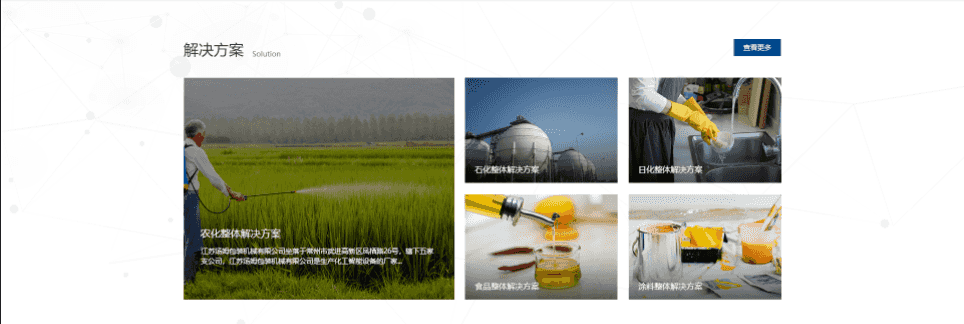 解决方案 Solution
查看更多
农化整体解决方案
江苏汤姆包装机械有限公司坐落于常州市武进高新区凤栖路26号,旗下五家
支公司,江苏汤姆包装机械有限公司是生产化工智能设备的厂家...
石化整体解决方案
日化整体解决方案
食品整体解决方案
涂料整体解决方案